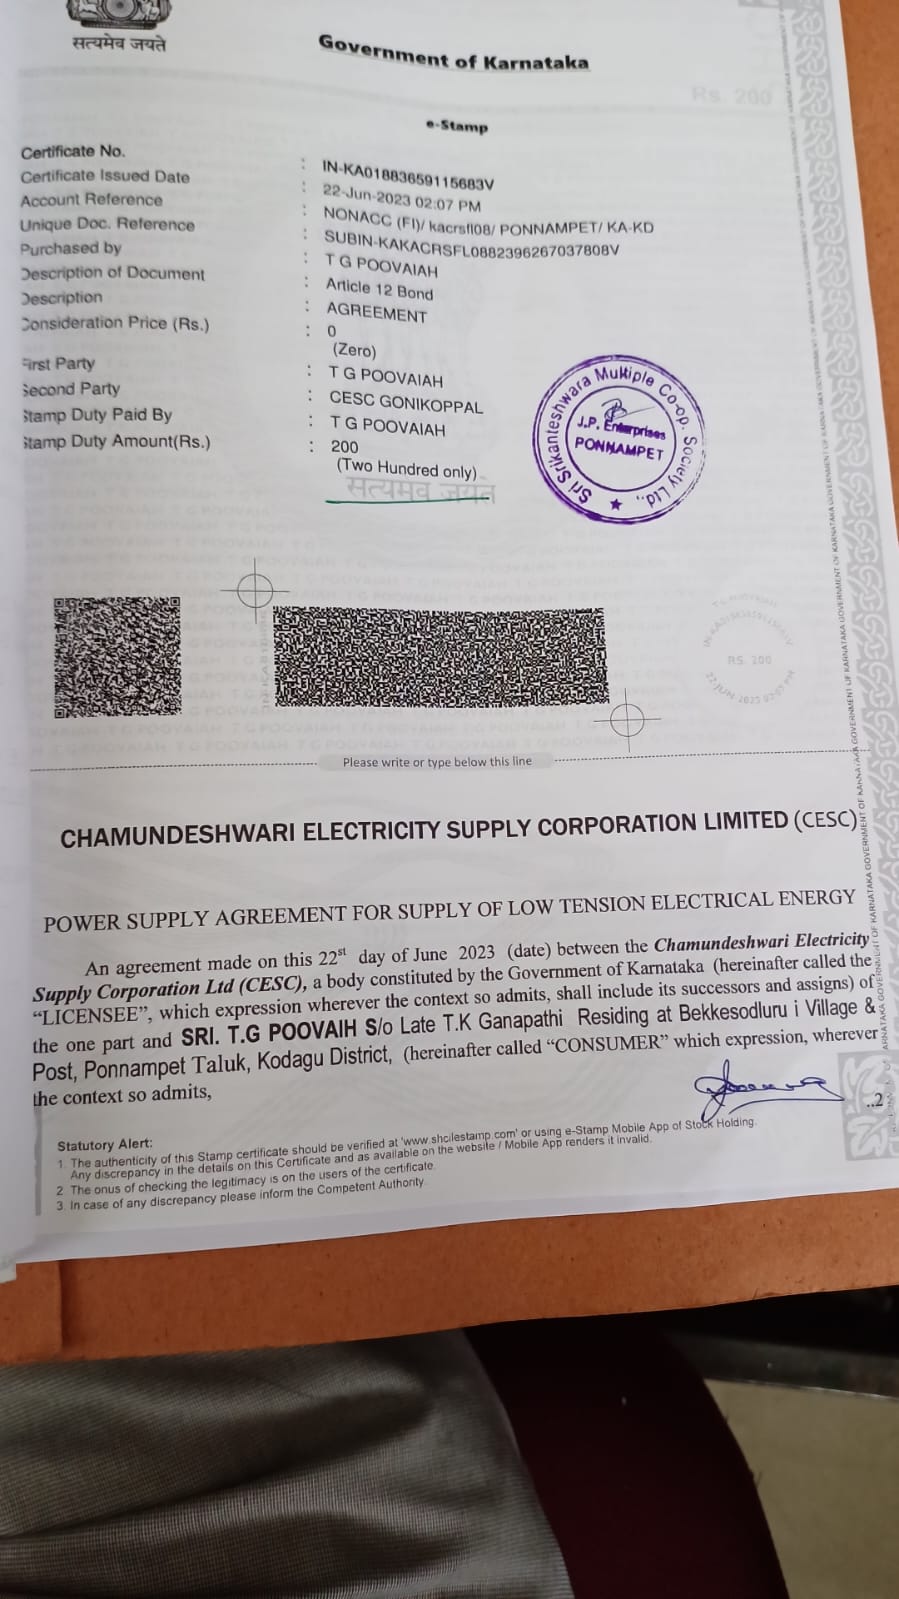 सत्यमेव जयते
Government of Karnataka
Rs. 200
e-Stamp
Certificate No. : IN-KA01883659115683V
Certificate Issued Date : 22-Jun-2023 02:07 PM
Account Reference : NONACC (FI)/ kacrsfl08/ PONNAMPET/ KA-KD
Unique Doc. Reference : SUBIN-KAKACRSFL0882396267037808V
Purchased by : T G POOVAIAH
Description of Document : Article 12 Bond
Description : AGREEMENT
Consideration Price (Rs.) : 0
(Zero)
First Party : T G POOVAIAH
Second Party : CESC GONIKOPPAL
Stamp Duty Paid By : T G POOVAIAH
Stamp Duty Amount(Rs.) : 200
(Two Hundred only)
सत्यमेव जयते
Sri Srikanteshwara Multiple Co-op. Society Ltd.,
J.P. Enterprises
PONNAMPET
RS. 200
Please write or type below this line
CHAMUNDESHWARI ELECTRICITY SUPPLY CORPORATION LIMITED (CESC)
POWER SUPPLY AGREEMENT FOR SUPPLY OF LOW TENSION ELECTRICAL ENERGY
An agreement made on this 22st day of June 2023 (date) between the Chamundeshwari Electricity
Supply Corporation Ltd (CESC), a body constituted by the Government of Karnataka (hereinafter called the
“LICENSEE”, which expression wherever the context so admits, shall include its successors and assigns) of
the one part and SRI. T.G POOVAIH S/o Late T.K Ganapathi Residing at Bekkesodluru i Village &
Post, Ponnampet Taluk, Kodagu District, (hereinafter called “CONSUMER” which expression, wherever
the context so admits,
..2
Statutory Alert:
1. The authenticity of this Stamp certificate should be verified at 'www.shcilestamp.com' or using e-Stamp Mobile App of Stock Holding.
Any discrepancy in the details on this Certificate and as available on the website / Mobile App renders it invalid.
2 The onus of checking the legitimacy is on the users of the certificate.
3. In case of any discrepancy please inform the Competent Authority.